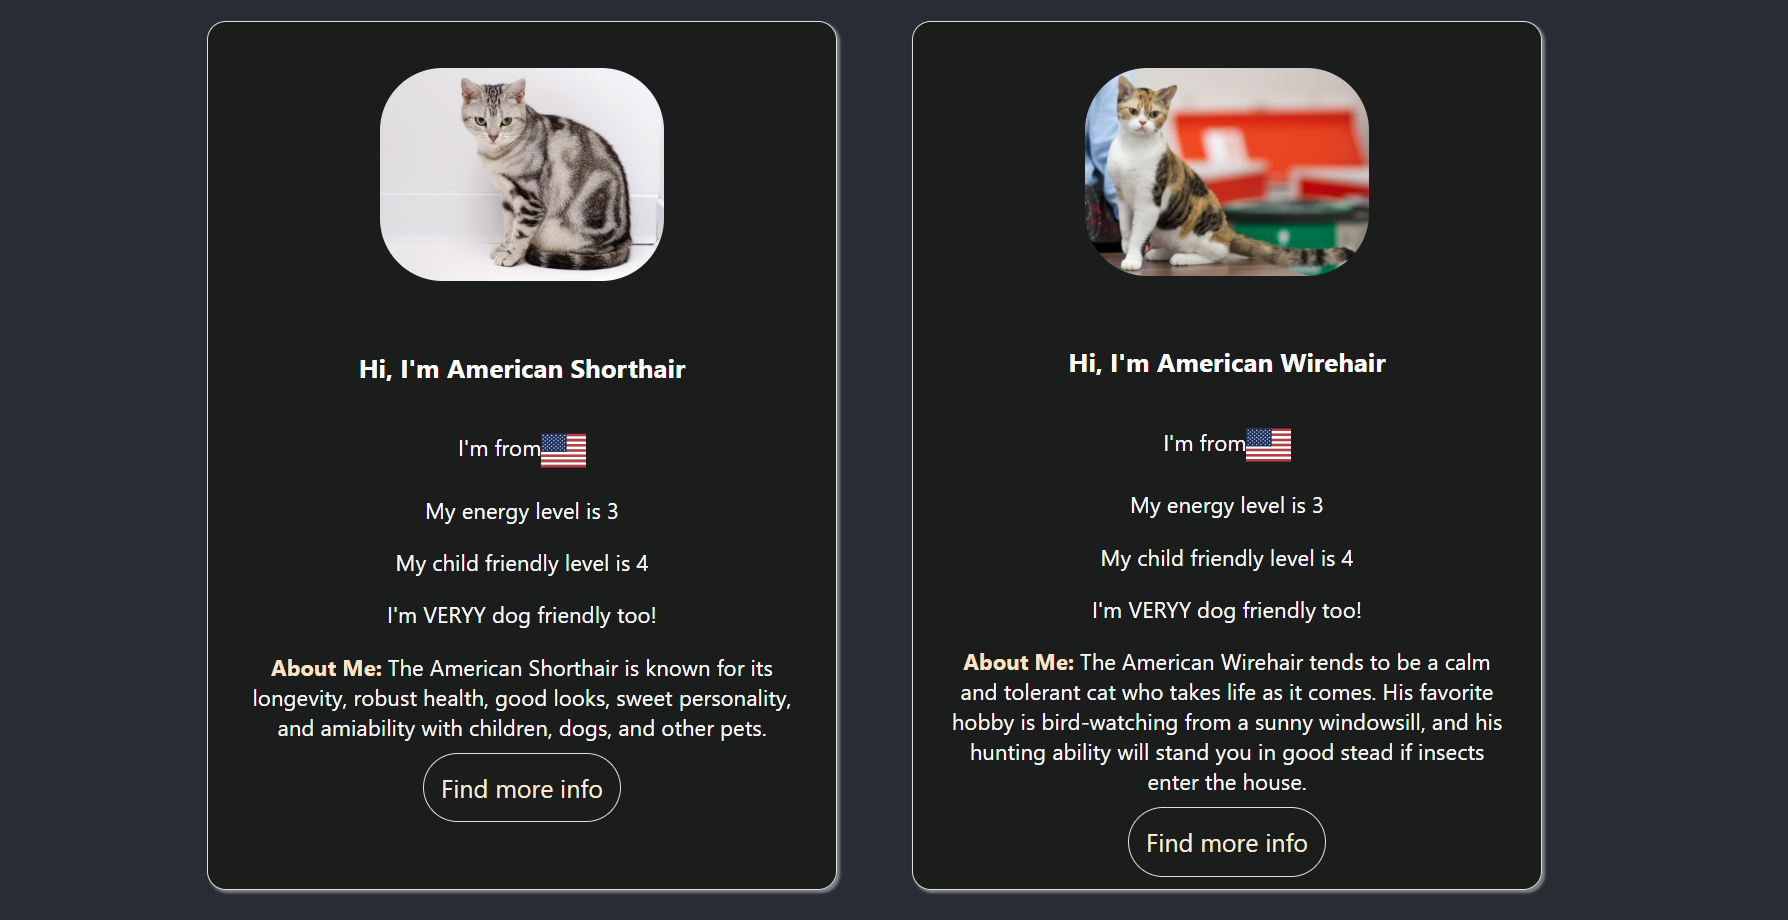 Hi, I'm American Shorthair
I'm from
My energy level is 3
My child friendly level is 4
I'm VERYY dog friendly too!
About Me: The American Shorthair is known for its
longevity, robust health, good looks, sweet personality,
and amiability with children, dogs, and other pets.
Find more info
Hi, I'm American Wirehair
I'm from
My energy level is 3
My child friendly level is 4
I'm VERYY dog friendly too!
About Me: The American Wirehair tends to be a calm
and tolerant cat who takes life as it comes. His favorite
hobby is bird-watching from a sunny windowsill, and his
hunting ability will stand you in good stead if insects
enter the house.
Find more info